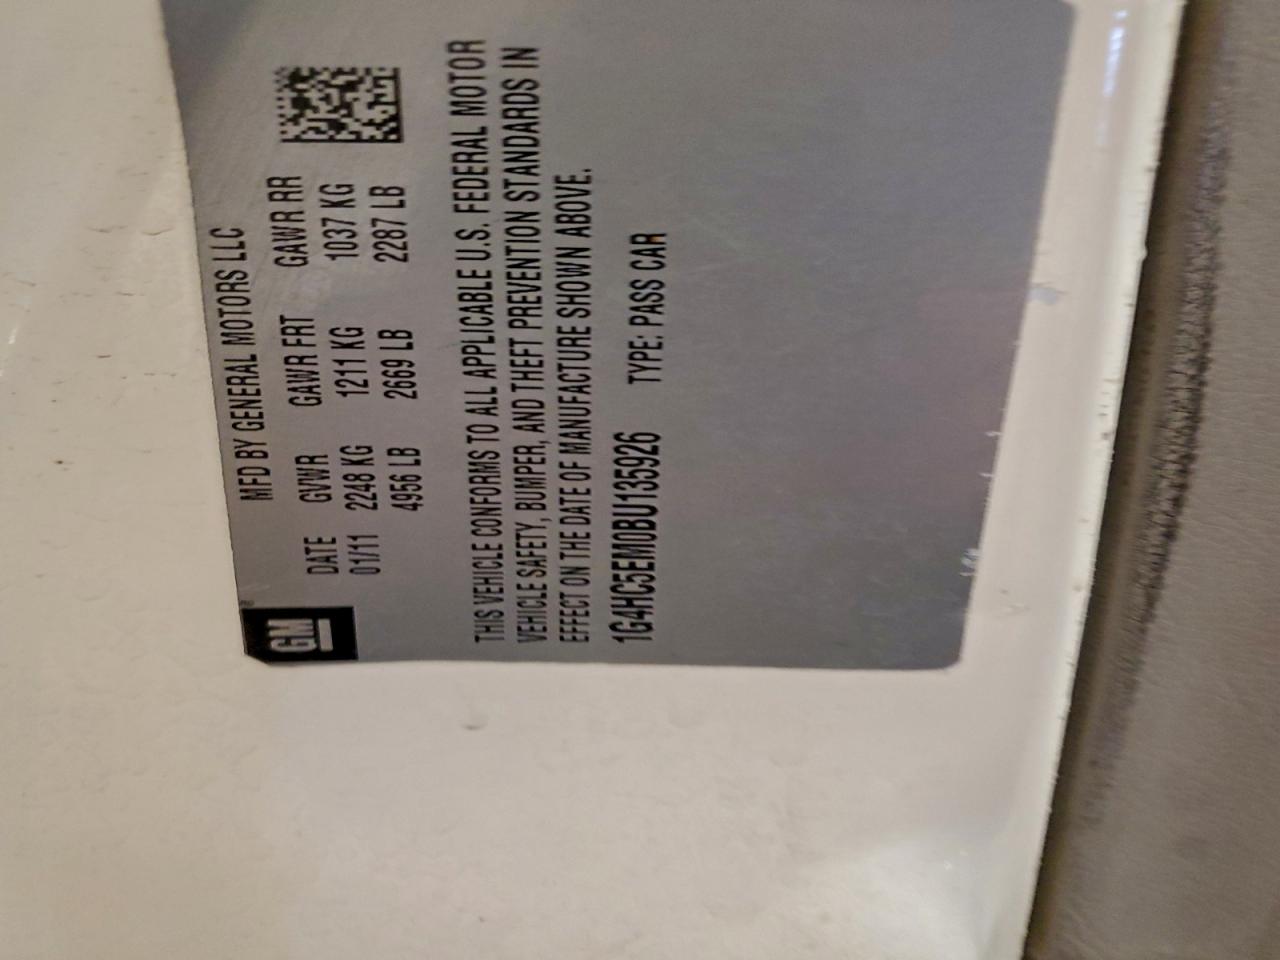 GM
MFD BY GENERAL MOTORS LLC
DATE GVWR GAWR FRT GAWR RR
01/11 2248 KG 1211 KG 1037 KG
4956 LB 2669 LB 2287 LB
THIS VEHICLE CONFORMS TO ALL APPLICABLE U.S. FEDERAL MOTOR
VEHICLE SAFETY, BUMPER, AND THEFT PREVENTION STANDARDS IN
EFFECT ON THE DATE OF MANUFACTURE SHOWN ABOVE.
1G4HC5EM0BU135926 TYPE: PASS CAR